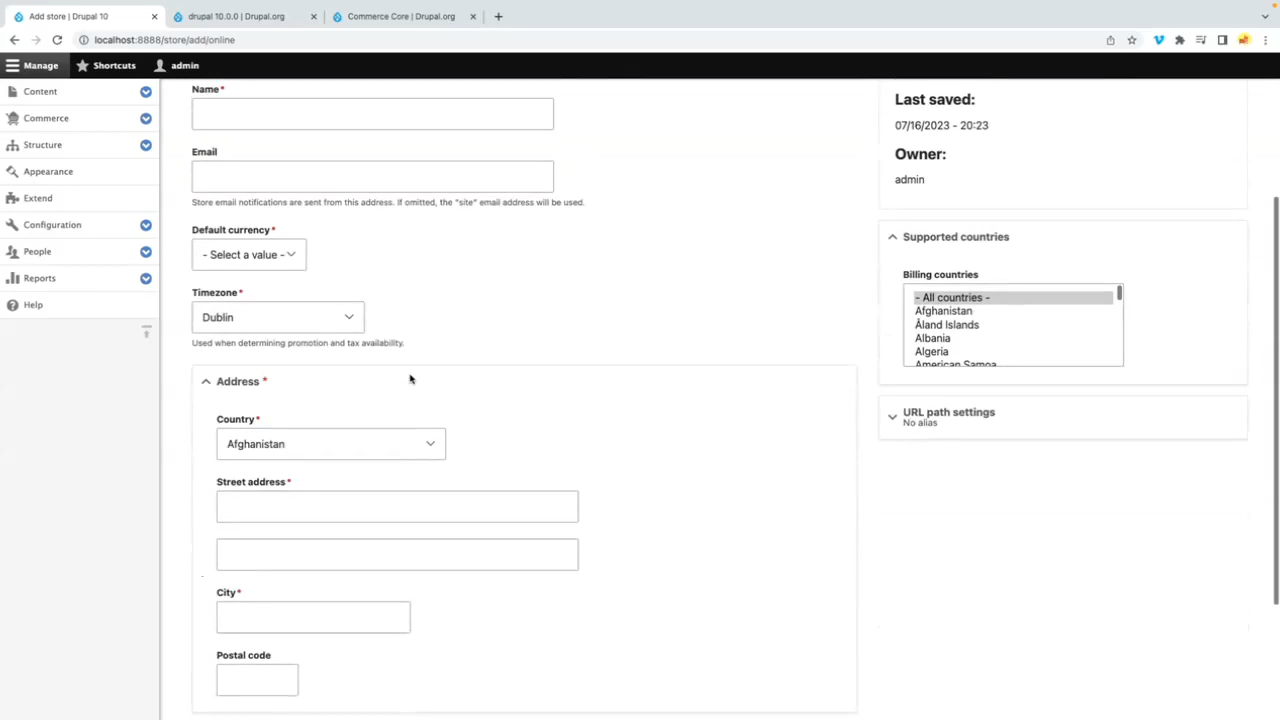 Add store | Drupal 10
drupal 10.0.0 | Drupal.org
Commerce Core | Drupal.org
localhost:8888/store/add/online
Manage
Shortcuts
admin
Content
Commerce
Structure
Appearance
Extend
Configuration
People
Reports
Help
Name*
Email
Store email notifications are sent from this address. If omitted, the "site" email address will be used.
Default currency*
- Select a value -
Timezone*
Dublin
Used when determining promotion and tax availability.
Address *
Country*
Afghanistan
Street address*
City*
Postal code
Last saved:
07/16/2023 - 20:23
Owner:
admin
Supported countries
Billing countries
- All countries -
Afghanistan
Åland Islands
Albania
Algeria
American Samoa
URL path settings
No alias